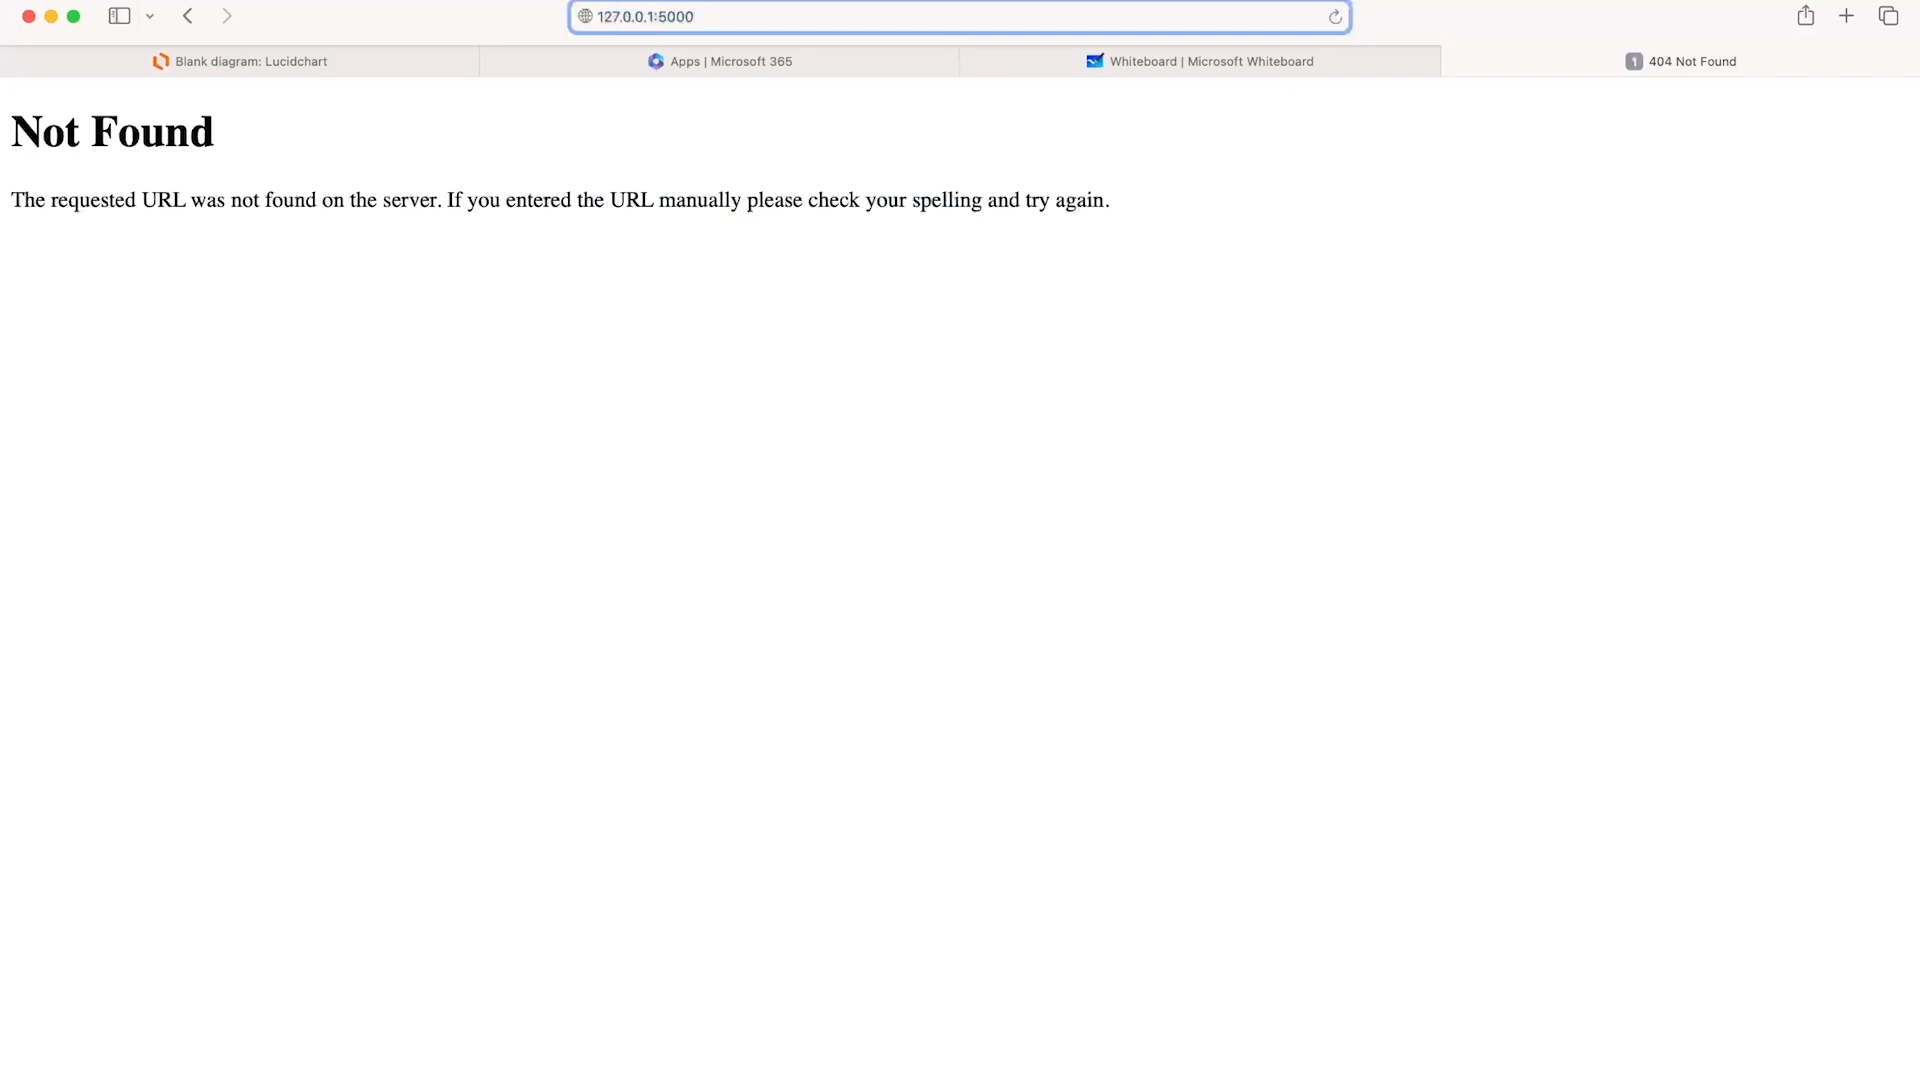 127.0.0.1:5000
Blank diagram: Lucidchart
Apps | Microsoft 365
Whiteboard | Microsoft Whiteboard
1 404 Not Found
Not Found
The requested URL was not found on the server. If you entered the URL manually please check your spelling and try again.